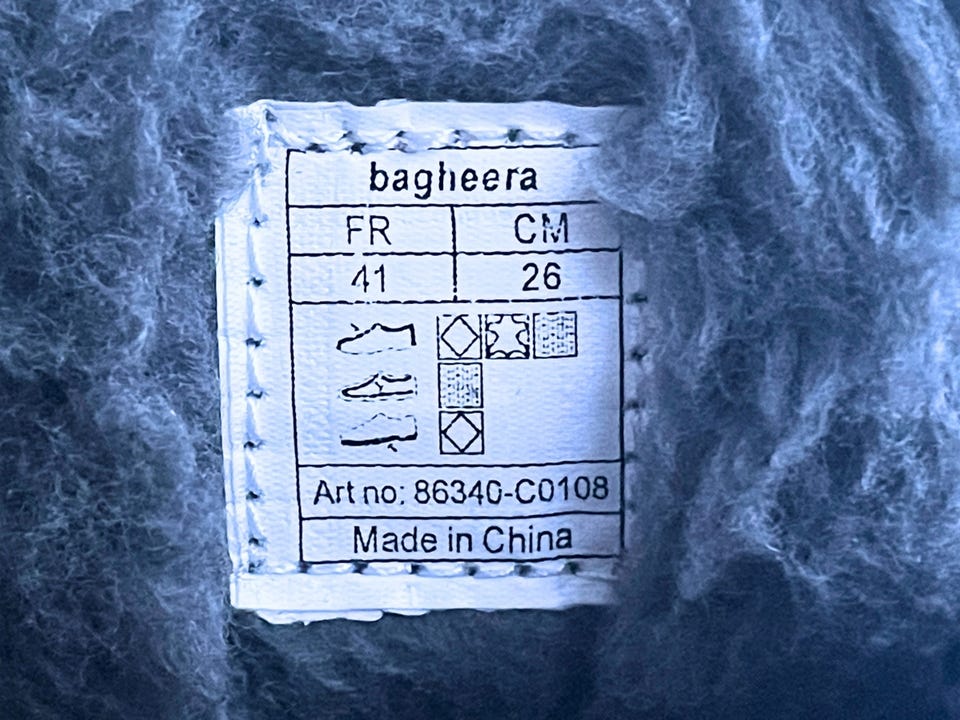 bagheera
FR CM
41 26
Art no: 86340-C0108
Made in China